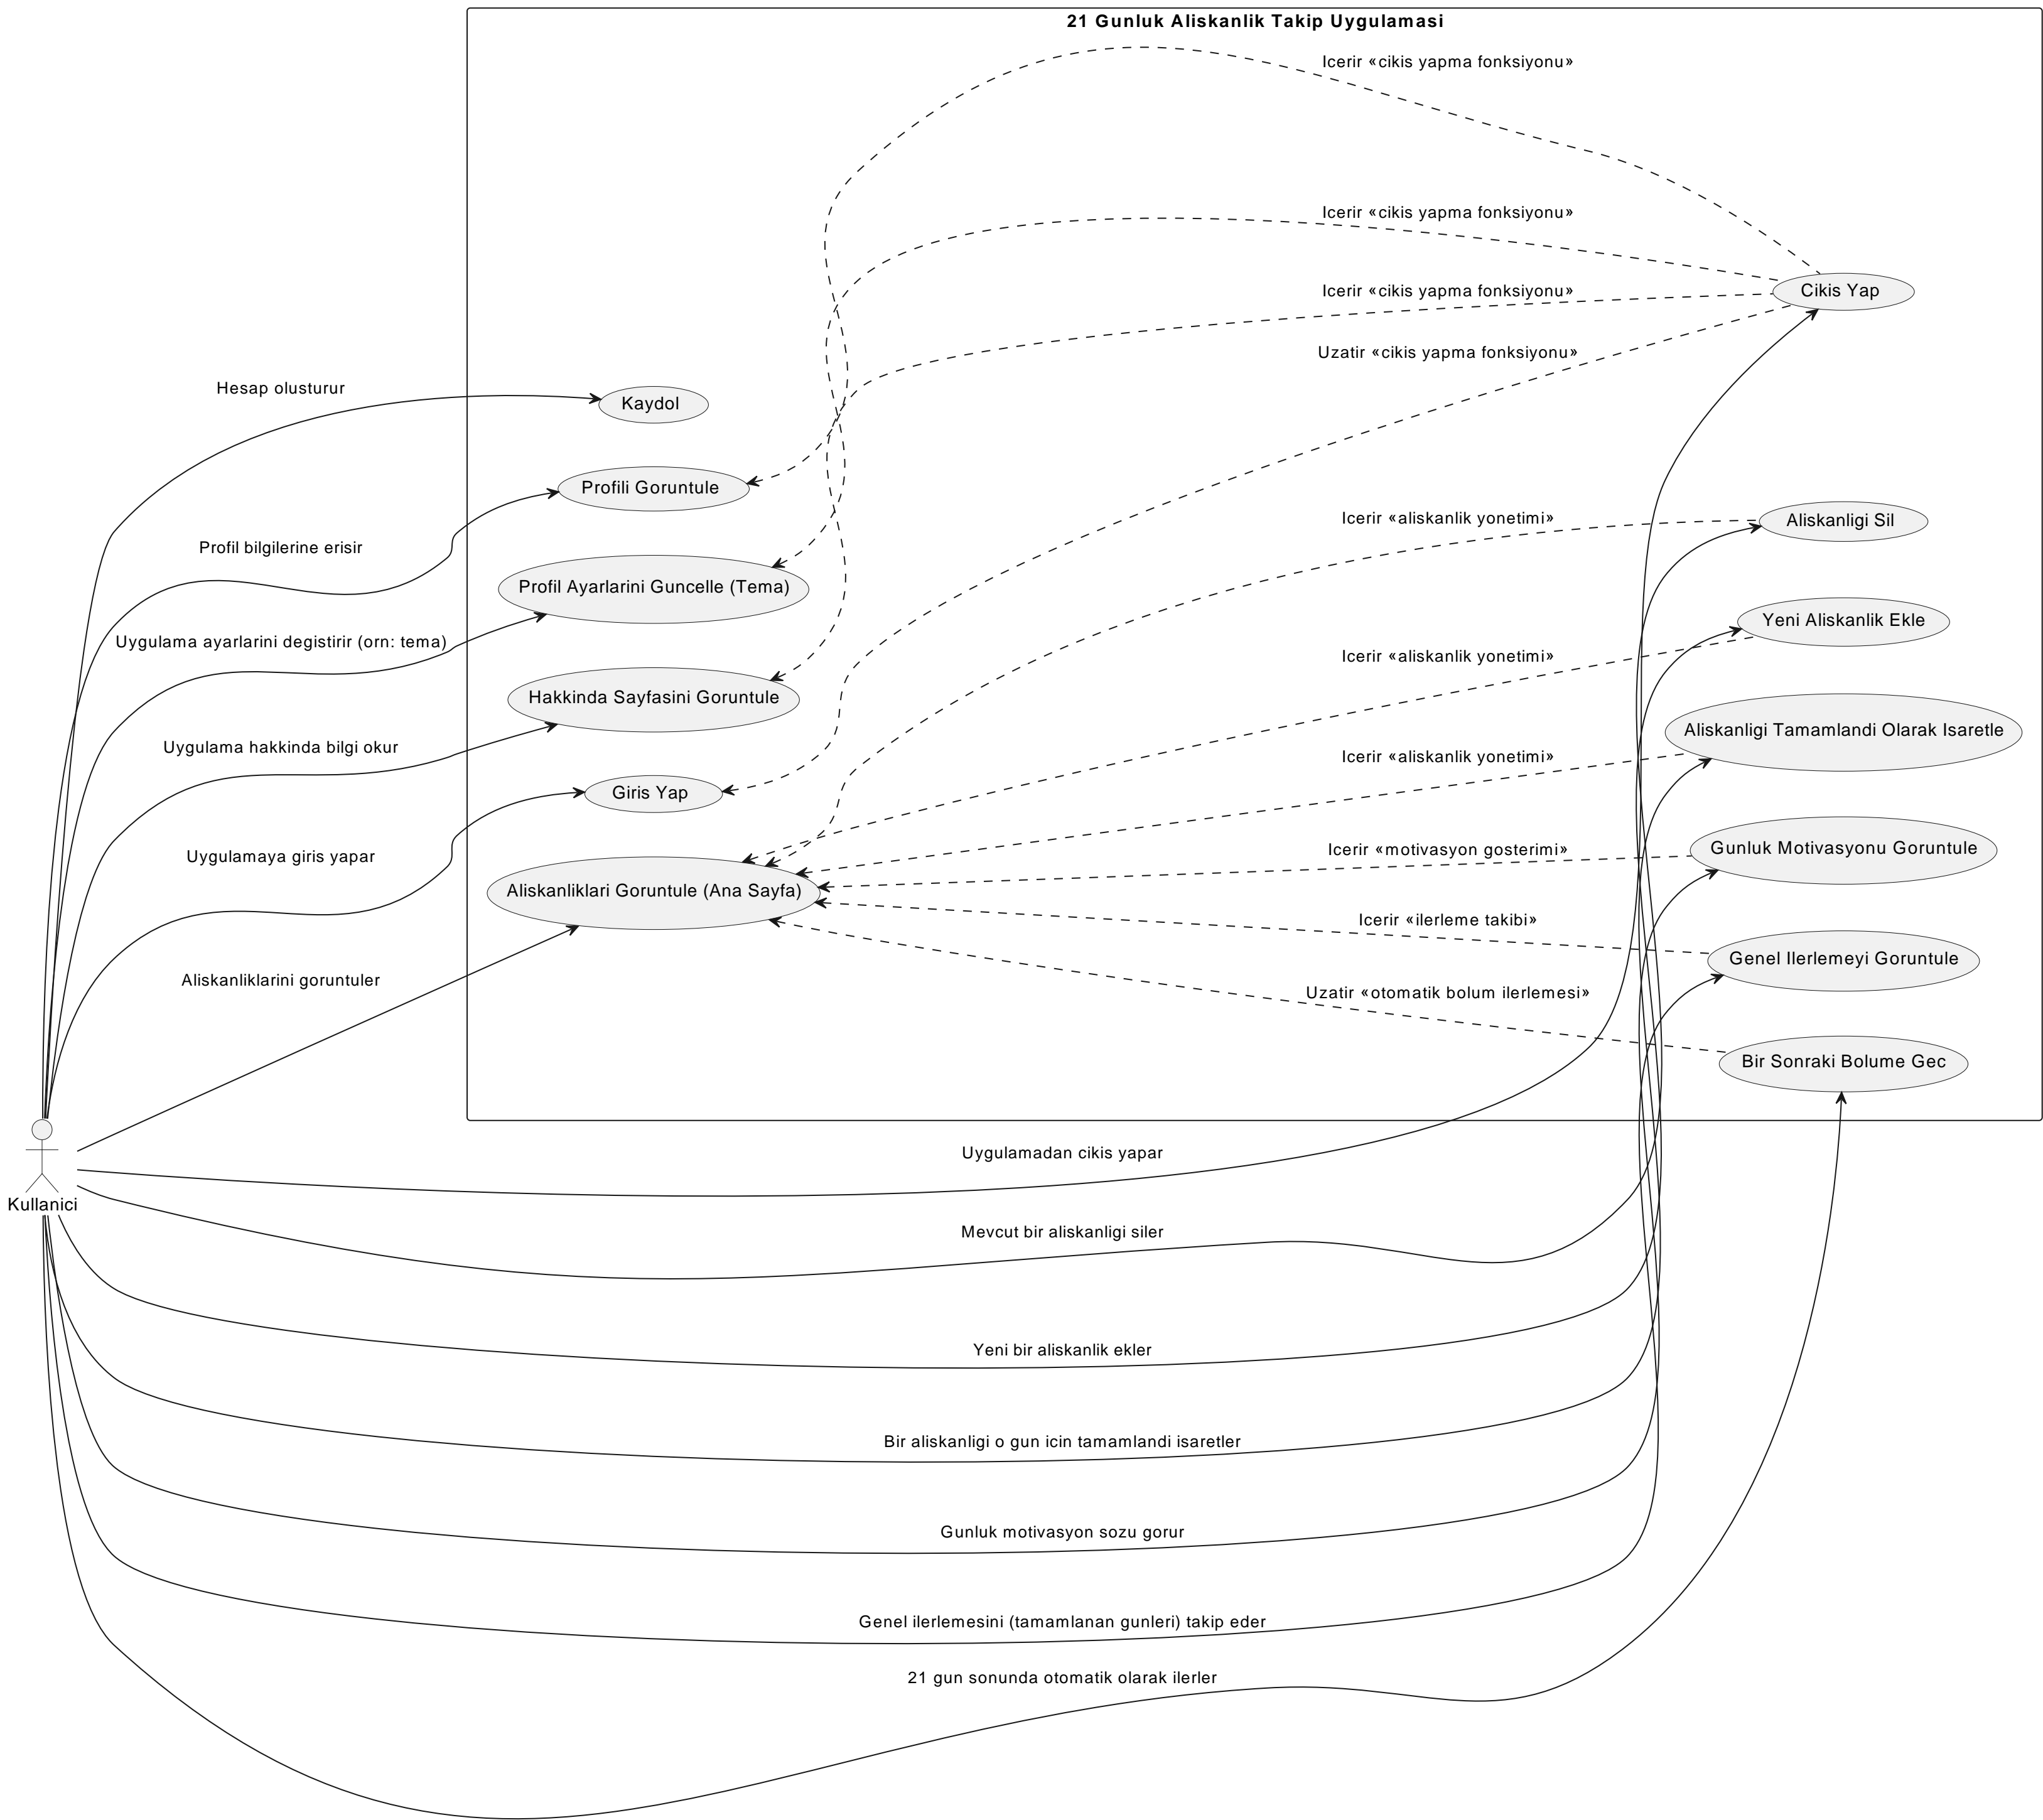 21 Gunluk Aliskanlik Takip Uygulamasi
Icerir «cikis yapma fonksiyonu»
Icerir «cikis yapma fonksiyonu»
Icerir «cikis yapma fonksiyonu»
Cikis Yap
Uzatir «cikis yapma fonksiyonu»
Hesap olusturur
Kaydol
Profili Goruntule
Icerir «aliskanlik yonetimi»
Aliskanligi Sil
Profil bilgilerine erisir
Profil Ayarlarini Guncelle (Tema)
Yeni Aliskanlik Ekle
Uygulama ayarlarini degistirir (orn: tema)
Icerir «aliskanlik yonetimi»
Hakkinda Sayfasini Goruntule
Aliskanligi Tamamlandi Olarak Isaretle
Uygulama hakkinda bilgi okur
Icerir «aliskanlik yonetimi»
Giris Yap
Gunluk Motivasyonu Goruntule
Icerir «motivasyon gosterimi»
Uygulamaya giris yapar
Aliskanliklari Goruntule (Ana Sayfa)
Icerir «ilerleme takibi»
Genel Ilerlemeyi Goruntule
Aliskanliklarini goruntuler
Uzatir «otomatik bolum ilerlemesi»
Bir Sonraki Bolume Gec
Uygulamadan cikis yapar
Kullanici
Mevcut bir aliskanligi siler
Yeni bir aliskanlik ekler
Bir aliskanligi o gun icin tamamlandi isaretler
Gunluk motivasyon sozu gorur
Genel ilerlemesini (tamamlanan gunleri) takip eder
21 gun sonunda otomatik olarak ilerler